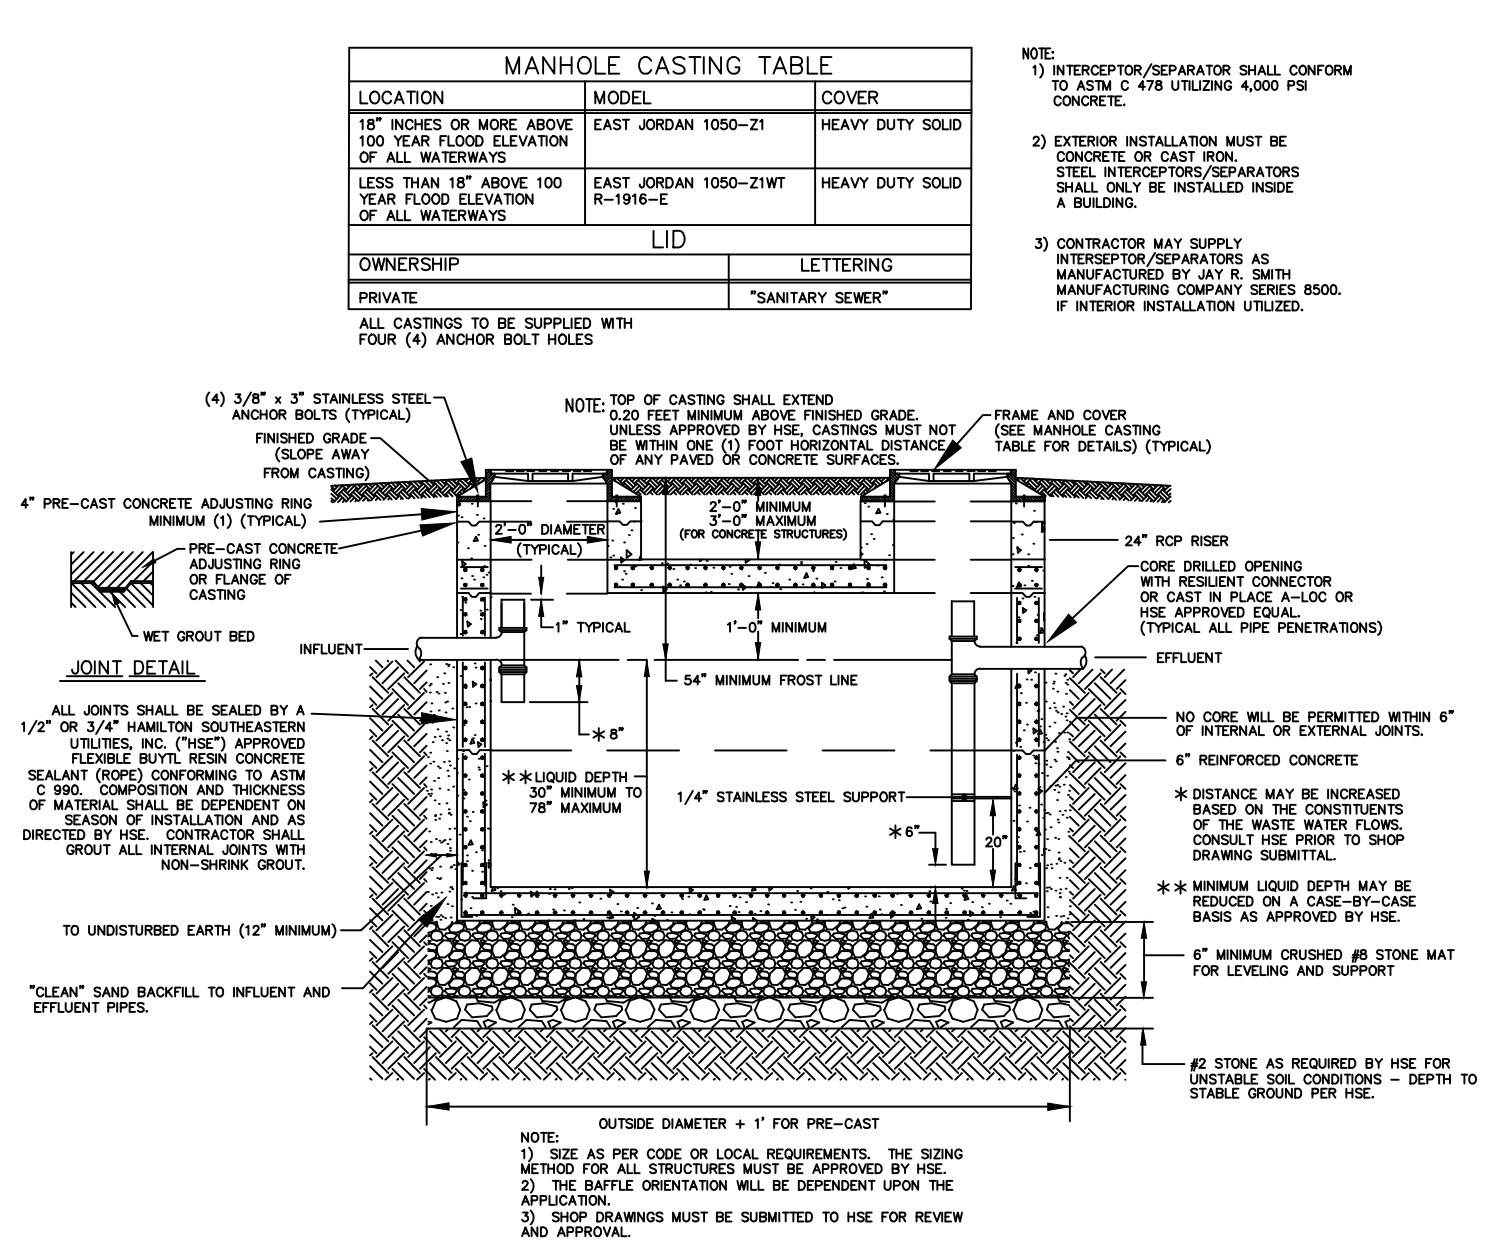 MANHOLE CASTING TABLE
LOCATION MODEL COVER
18" INCHES OR MORE ABOVE
100 YEAR FLOOD ELEVATION
OF ALL WATERWAYS
EAST JORDAN 1050-Z1
HEAVY DUTY SOLID
LESS THAN 18" ABOVE 100
YEAR FLOOD ELEVATION
OF ALL WATERWAYS
EAST JORDAN 1050-Z1WT
R-1916-E
HEAVY DUTY SOLID
LID
OWNERSHIP LETTERING
PRIVATE "SANITARY SEWER"
ALL CASTINGS TO BE SUPPLIED WITH
FOUR (4) ANCHOR BOLT HOLES
NOTE:
1) INTERCEPTOR/SEPARATOR SHALL CONFORM
TO ASTM C 478 UTILIZING 4,000 PSI
CONCRETE.
2) EXTERIOR INSTALLATION MUST BE
CONCRETE OR CAST IRON.
STEEL INTERCEPTORS/SEPARATORS
SHALL ONLY BE INSTALLED INSIDE
A BUILDING.
3) CONTRACTOR MAY SUPPLY
INTERSEPTOR/SEPARATORS AS
MANUFACTURED BY JAY R. SMITH
MANUFACTURING COMPANY SERIES 8500.
IF INTERIOR INSTALLATION UTILIZED.
(4) 3/8" x 3" STAINLESS STEEL
ANCHOR BOLTS (TYPICAL)
FINISHED GRADE
(SLOPE AWAY
FROM CASTING)
4" PRE-CAST CONCRETE ADJUSTING RING
MINIMUM (1) (TYPICAL)
PRE-CAST CONCRETE
ADJUSTING RING
OR FLANGE OF
CASTING
WET GROUT BED
JOINT DETAIL
INFLUENT
ALL JOINTS SHALL BE SEALED BY A
1/2" OR 3/4" HAMILTON SOUTHEASTERN
UTILITIES, INC. ("HSE") APPROVED
FLEXIBLE BUYTL RESIN CONCRETE
SEALANT (ROPE) CONFORMING TO ASTM
C 990. COMPOSITION AND THICKNESS
OF MATERIAL SHALL BE DEPENDENT ON
SEASON OF INSTALLATION AND AS
DIRECTED BY HSE. CONTRACTOR SHALL
GROUT ALL INTERNAL JOINTS WITH
NON-SHRINK GROUT.
TO UNDISTURBED EARTH (12" MINIMUM)
"CLEAN" SAND BACKFILL TO INFLUENT AND
EFFLUENT PIPES.
NOTE: TOP OF CASTING SHALL EXTEND
0.20 FEET MINIMUM ABOVE FINISHED GRADE.
UNLESS APPROVED BY HSE, CASTINGS MUST NOT
BE WITHIN ONE (1) FOOT HORIZONTAL DISTANCE
OF ANY PAVED OR CONCRETE SURFACES.
2'-0" MINIMUM
3'-0" MAXIMUM
(FOR CONCRETE STRUCTURES)
2'-0" DIAMETER
(TYPICAL)
1" TYPICAL
1'-0" MINIMUM
54" MINIMUM FROST LINE
* 8"
**LIQUID DEPTH
30" MINIMUM TO
78" MAXIMUM
1/4" STAINLESS STEEL SUPPORT
* 6"
20"
FRAME AND COVER
(SEE MANHOLE CASTING
TABLE FOR DETAILS) (TYPICAL)
24" RCP RISER
CORE DRILLED OPENING
WITH RESILIENT CONNECTOR
OR CAST IN PLACE A-LOC OR
HSE APPROVED EQUAL.
(TYPICAL ALL PIPE PENETRATIONS)
EFFLUENT
NO CORE WILL BE PERMITTED WITHIN 6"
OF INTERNAL OR EXTERNAL JOINTS.
6" REINFORCED CONCRETE
* DISTANCE MAY BE INCREASED
BASED ON THE CONSTITUENTS
OF THE WASTE WATER FLOWS.
CONSULT HSE PRIOR TO SHOP
DRAWING SUBMITTAL.
** MINIMUM LIQUID DEPTH MAY BE
REDUCED ON A CASE-BY-CASE
BASIS AS APPROVED BY HSE.
6" MINIMUM CRUSHED #8 STONE MAT
FOR LEVELING AND SUPPORT
#2 STONE AS REQUIRED BY HSE FOR
UNSTABLE SOIL CONDITIONS - DEPTH TO
STABLE GROUND PER HSE.
OUTSIDE DIAMETER + 1' FOR PRE-CAST
NOTE:
1) SIZE AS PER CODE OR LOCAL REQUIREMENTS. THE SIZING
METHOD FOR ALL STRUCTURES MUST BE APPROVED BY HSE.
2) THE BAFFLE ORIENTATION WILL BE DEPENDENT UPON THE
APPLICATION.
3) SHOP DRAWINGS MUST BE SUBMITTED TO HSE FOR REVIEW
AND APPROVAL.